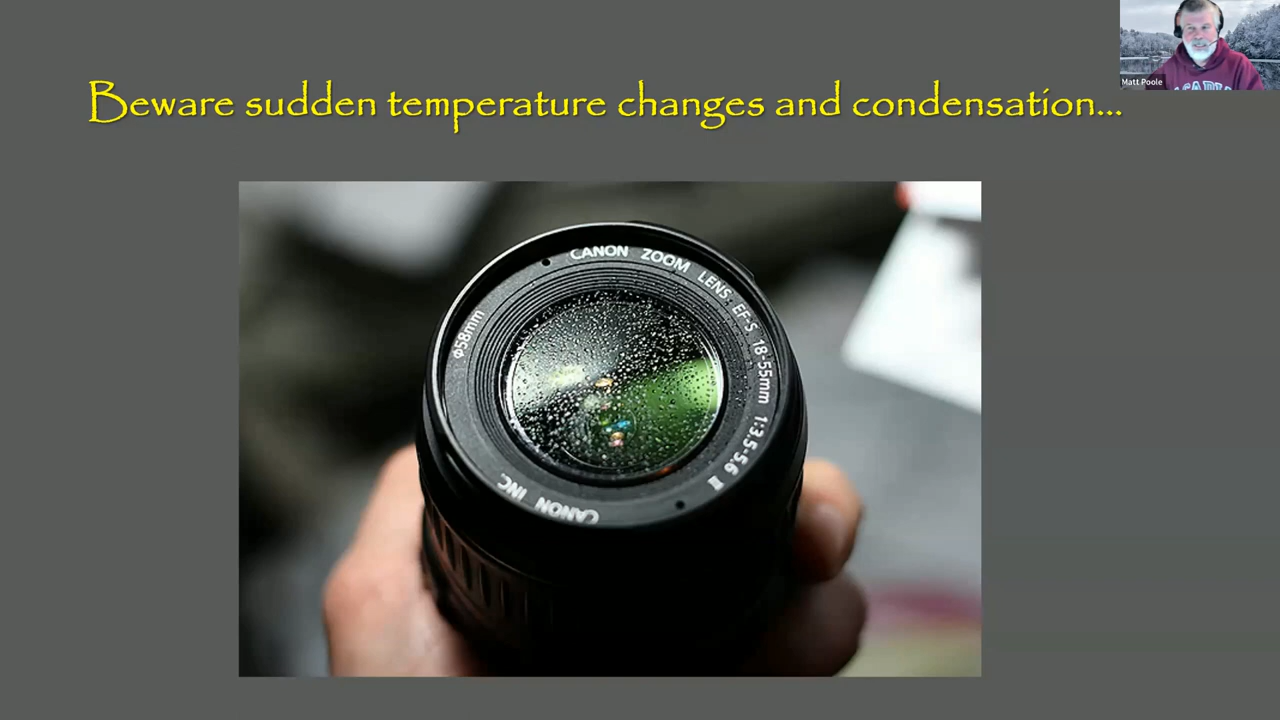 Beware sudden temperature changes and condensation...
Matt Poole
CANON ZOOM LENS EF-S 18-55mm 1:3.5-5.6 II
ø58mm
CANON INC.